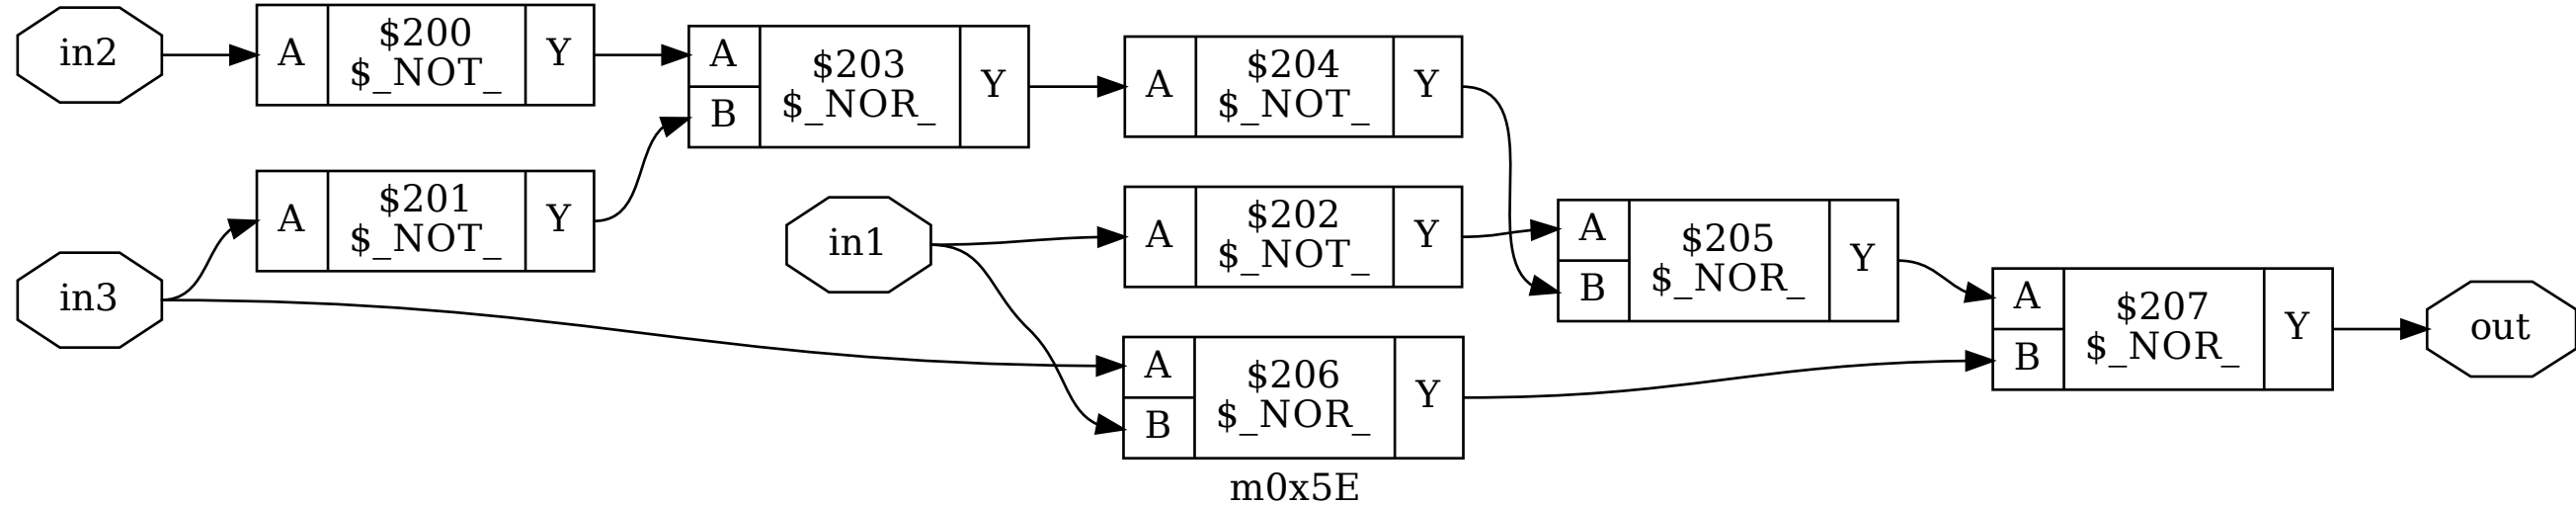 in2
A
$200
$_NOT_
Y
A
B
$203
$_NOR_
Y
A
$204
$_NOT_
Y
in3
A
$201
$_NOT_
Y
in1
A
$202
$_NOT_
Y
A
B
$205
$_NOR_
Y
A
B
$206
$_NOR_
Y
A
B
$207
$_NOR_
Y
out
m0x5E